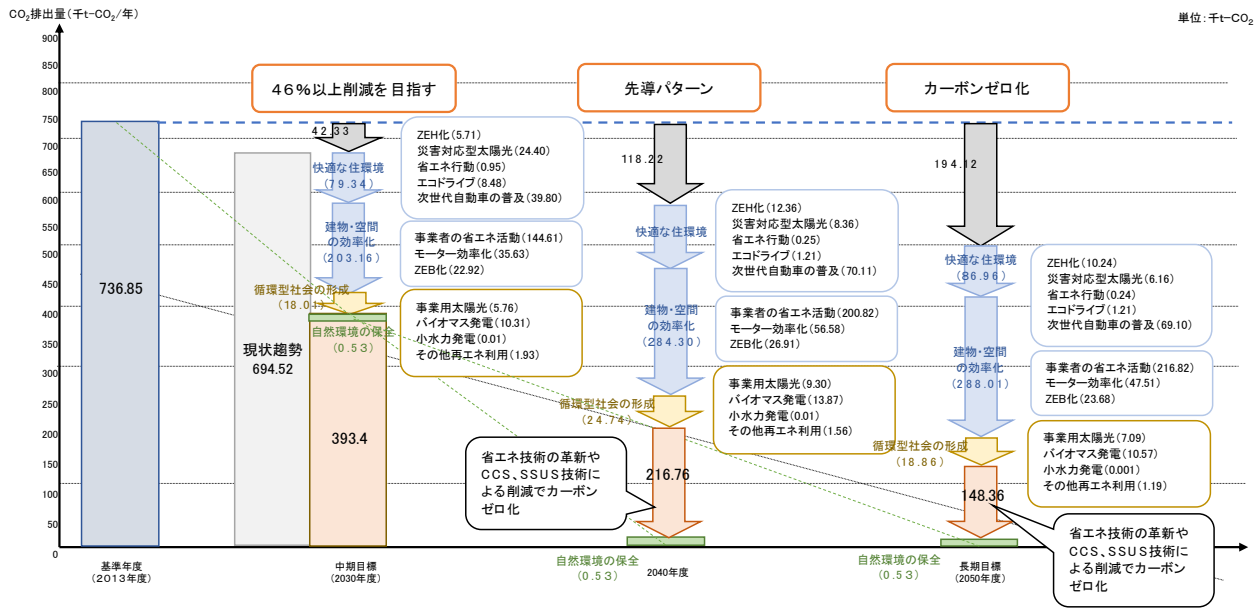 CO₂排出量(千t-CO₂/年)
単位:千t-CO₂
900
850
800
750
700
650
600
550
500
450
400
350
300
250
200
150
100
50
0
46%以上削減を目指す
先導パターン
カーボンゼロ化
736.85
基準年度
(2013年度)
現状趨勢
694.52
42.33
快適な住環境
(79.34)
建物・空間
の効率化
(203.16)
循環型社会の形成
(18.01)
自然環境の保全
(0.53)
393.4
中期目標
(2030年度)
ZEH化(5.71)
災害対応型太陽光(24.40)
省エネ行動(0.95)
エコドライブ(8.48)
次世代自動車の普及(39.80)
事業者の省エネ活動(144.61)
モーター効率化(35.63)
ZEB化(22.92)
事業用太陽光(5.76)
バイオマス発電(10.31)
小水力発電(0.01)
その他再エネ利用(1.93)
118.22
快適な住環境
建物・空間
の効率化
(284.30)
循環型社会の形成
(24.74)
216.76
省エネ技術の革新や
CCS、SSUS技術に
よる削減でカーボン
ゼロ化
自然環境の保全
(0.53)
2040年度
ZEH化(12.36)
災害対応型太陽光(8.36)
省エネ行動(0.25)
エコドライブ(1.21)
次世代自動車の普及(70.11)
事業者の省エネ活動(200.82)
モーター効率化(56.58)
ZEB化(26.91)
事業用太陽光(9.30)
バイオマス発電(13.87)
小水力発電(0.01)
その他再エネ利用(1.56)
194.12
快適な住環境
(86.96)
建物・空間
の効率化
(288.01)
循環型社会の形成
(18.86)
148.36
自然環境の保全
(0.53)
長期目標
(2050年度)
ZEH化(10.24)
災害対応型太陽光(6.16)
省エネ行動(0.24)
エコドライブ(1.21)
次世代自動車の普及(69.10)
事業者の省エネ活動(216.82)
モーター効率化(47.51)
ZEB化(23.68)
事業用太陽光(7.09)
バイオマス発電(10.57)
小水力発電(0.001)
その他再エネ利用(1.19)
省エネ技術の革新や
CCS、SSUS技術に
よる削減でカーボン
ゼロ化